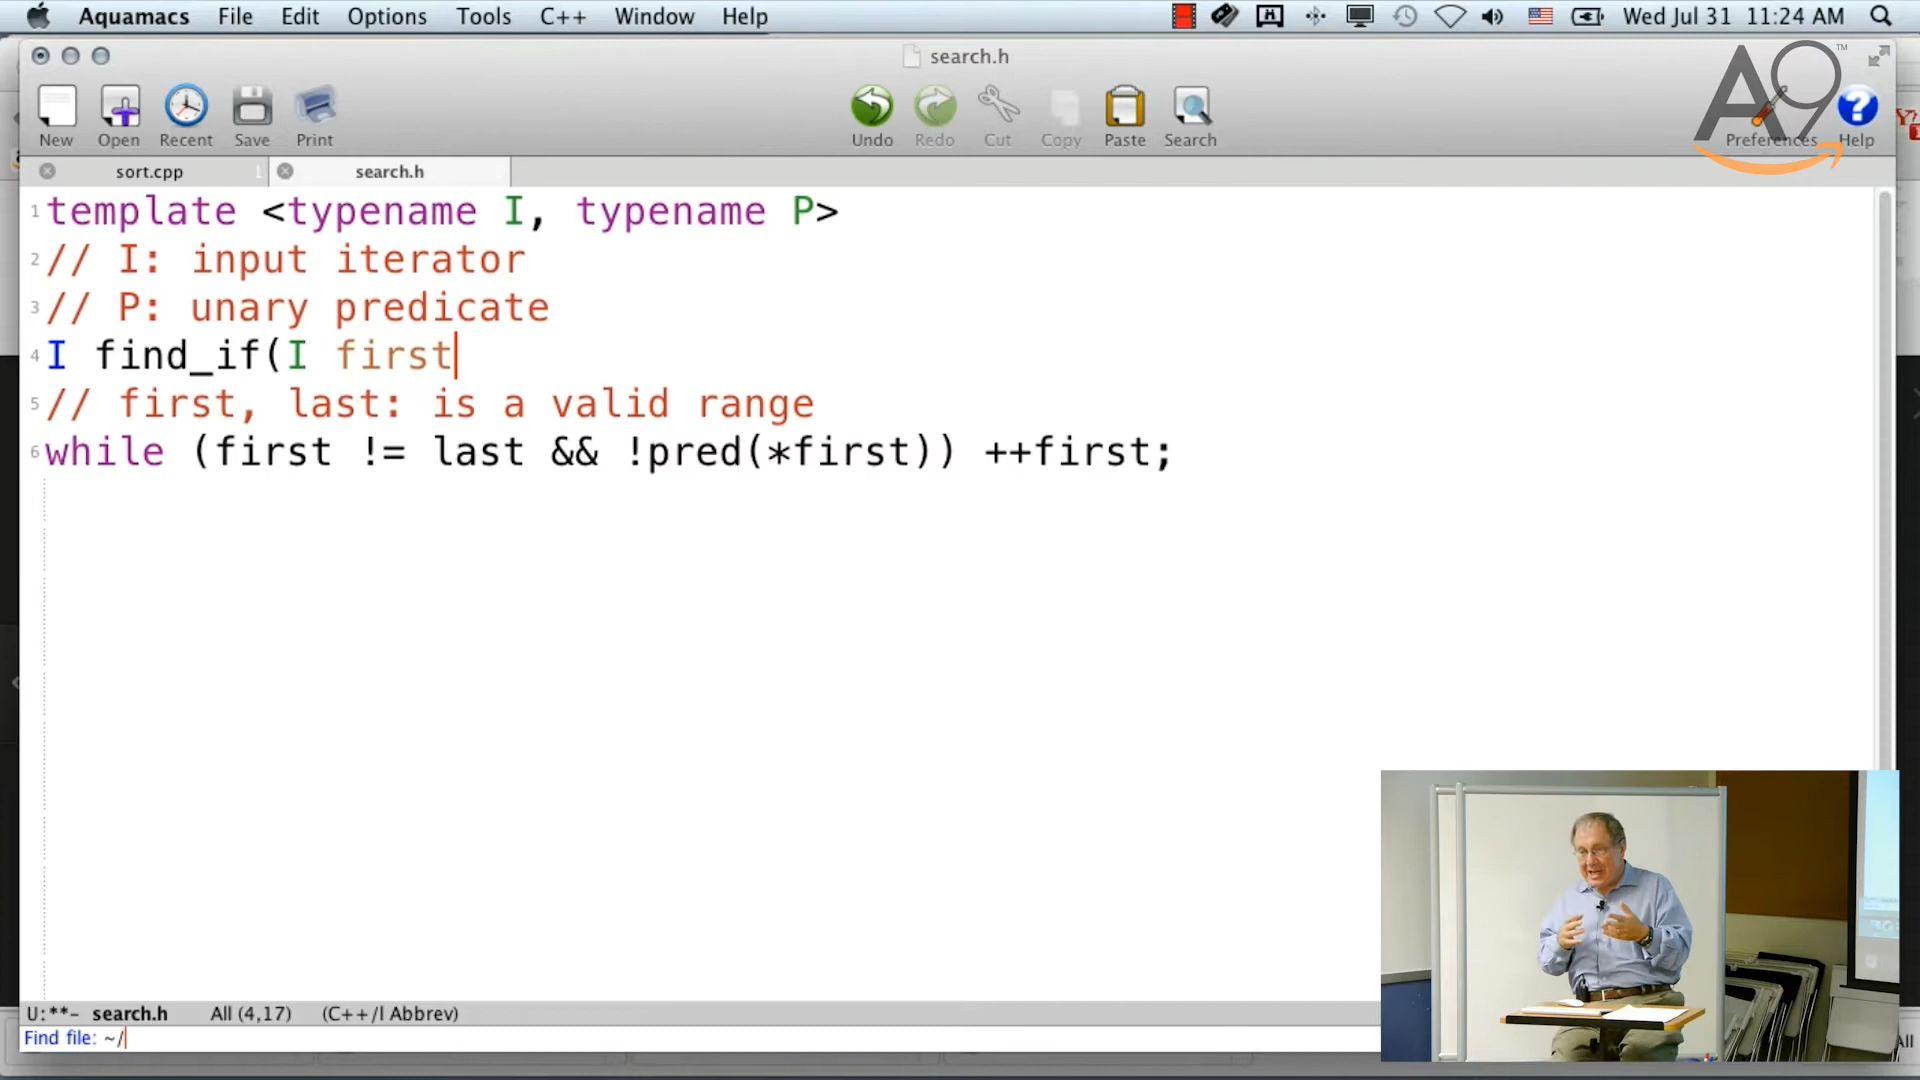 Aquamacs File Edit Options Tools C++ Window Help Wed Jul 31 11:24 AM
search.h
A9™
New Open Recent Save Print Undo Redo Cut Copy Paste Search Preferences Help
sort.cpp search.h
1 template <typename I, typename P>
2 // I: input iterator
3 // P: unary predicate
4 I find_if(I first
5 // first, last: is a valid range
6 while (first != last && !pred(*first)) ++first;
U:**- search.h All (4,17) (C++/l Abbrev)
Find file: ~/
All